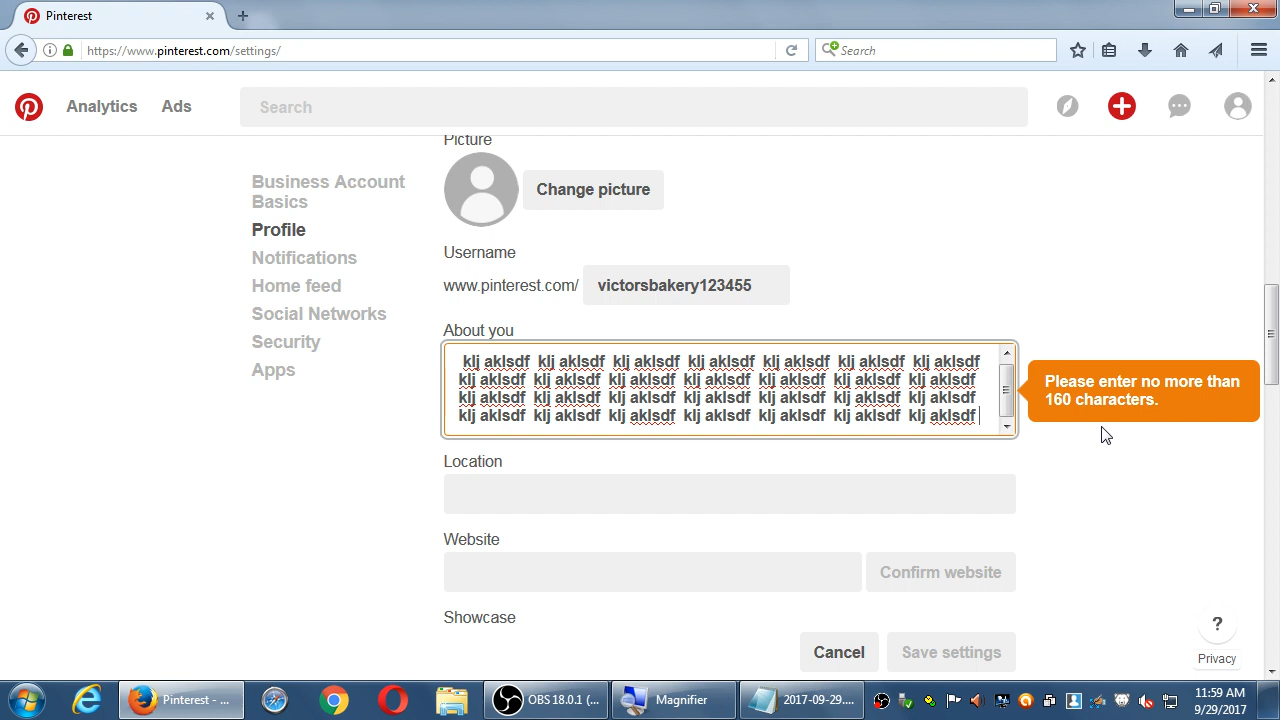 Pinterest
https://www.pinterest.com/settings/
Search
Analytics Ads Search
Picture
Change picture
Business Account
Basics
Profile
Notifications
Home feed
Social Networks
Security
Apps
Username
www.pinterest.com/ victorsbakery123455
About you
klj aklsdf klj aklsdf klj aklsdf klj aklsdf klj aklsdf klj aklsdf klj aklsdf
klj aklsdf klj aklsdf klj aklsdf klj aklsdf klj aklsdf klj aklsdf klj aklsdf
klj aklsdf klj aklsdf klj aklsdf klj aklsdf klj aklsdf klj aklsdf klj aklsdf
klj aklsdf klj aklsdf klj aklsdf klj aklsdf klj aklsdf klj aklsdf klj aklsdf
Please enter no more than
160 characters.
Location
Website
Confirm website
Showcase
Cancel Save settings
?
Privacy
Pinterest - ... OBS 18.0.1 (... Magnifier 2017-09-29....
11:59 AM
9/29/2017